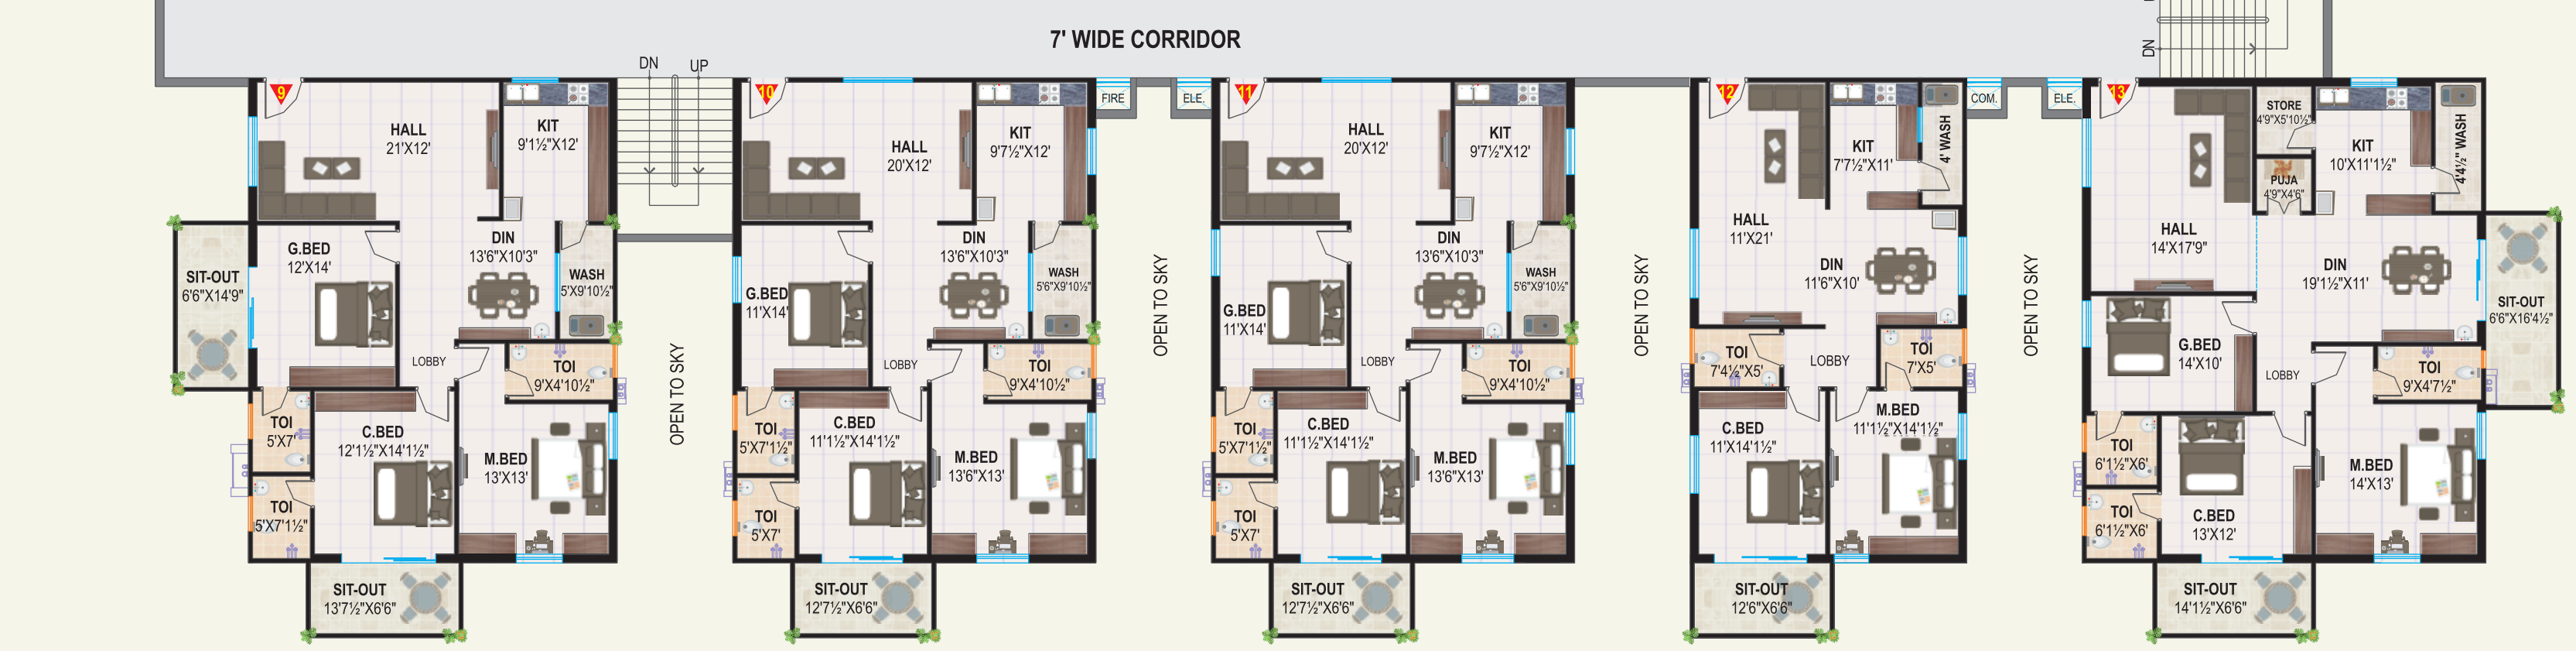 7' WIDE CORRIDOR
DN
UP
DN
9
HALL
21'X12'
KIT
9'1½"X12'
G.BED
12'X14'
SIT-OUT
6'6"X14'9"
DIN
13'6"X10'3"
WASH
5'X9'10½"
LOBBY
TOI
9'X4'10½"
TOI
5'X7'
C.BED
12'1½"X14'1½"
M.BED
13'X13'
TOI
5'X7'1½"
SIT-OUT
13'7½"X6'6"
OPEN TO SKY
10
HALL
20'X12'
KIT
9'7½"X12'
FIRE
ELE.
G.BED
11'X14'
DIN
13'6"X10'3"
WASH
5'6"X9'10½"
LOBBY
TOI
9'X4'10½"
TOI
5'X7'1½"
C.BED
11'1½"X14'1½"
M.BED
13'6"X13'
TOI
5'X7'
SIT-OUT
12'7½"X6'6"
OPEN TO SKY
11
HALL
20'X12'
KIT
9'7½"X12'
G.BED
11'X14'
DIN
13'6"X10'3"
WASH
5'6"X9'10½"
LOBBY
TOI
9'X4'10½"
TOI
5'X7'1½"
C.BED
11'1½"X14'1½"
M.BED
13'6"X13'
TOI
5'X7'
SIT-OUT
12'7½"X6'6"
OPEN TO SKY
12
KIT
7'7½"X11'
4' WASH
COM.
ELE.
HALL
11'X21'
DIN
11'6"X10'
TOI
7'4½"X5'
LOBBY
TOI
7'X5'
C.BED
11'X14'1½"
M.BED
11'1½"X14'1½"
SIT-OUT
12'6"X6'6"
OPEN TO SKY
13
STORE
4'9"X5'10½"
KIT
10'X11'1½"
4'4½" WASH
PUJA
4'9"X4'6"
HALL
14'X17'9"
DIN
19'1½"X11'
SIT-OUT
6'6"X16'4½"
G.BED
14'X10'
LOBBY
TOI
9'X4'7½"
TOI
6'1½"X6'
TOI
6'1½"X6'
C.BED
13'X12'
M.BED
14'X13'
SIT-OUT
14'1½"X6'6"